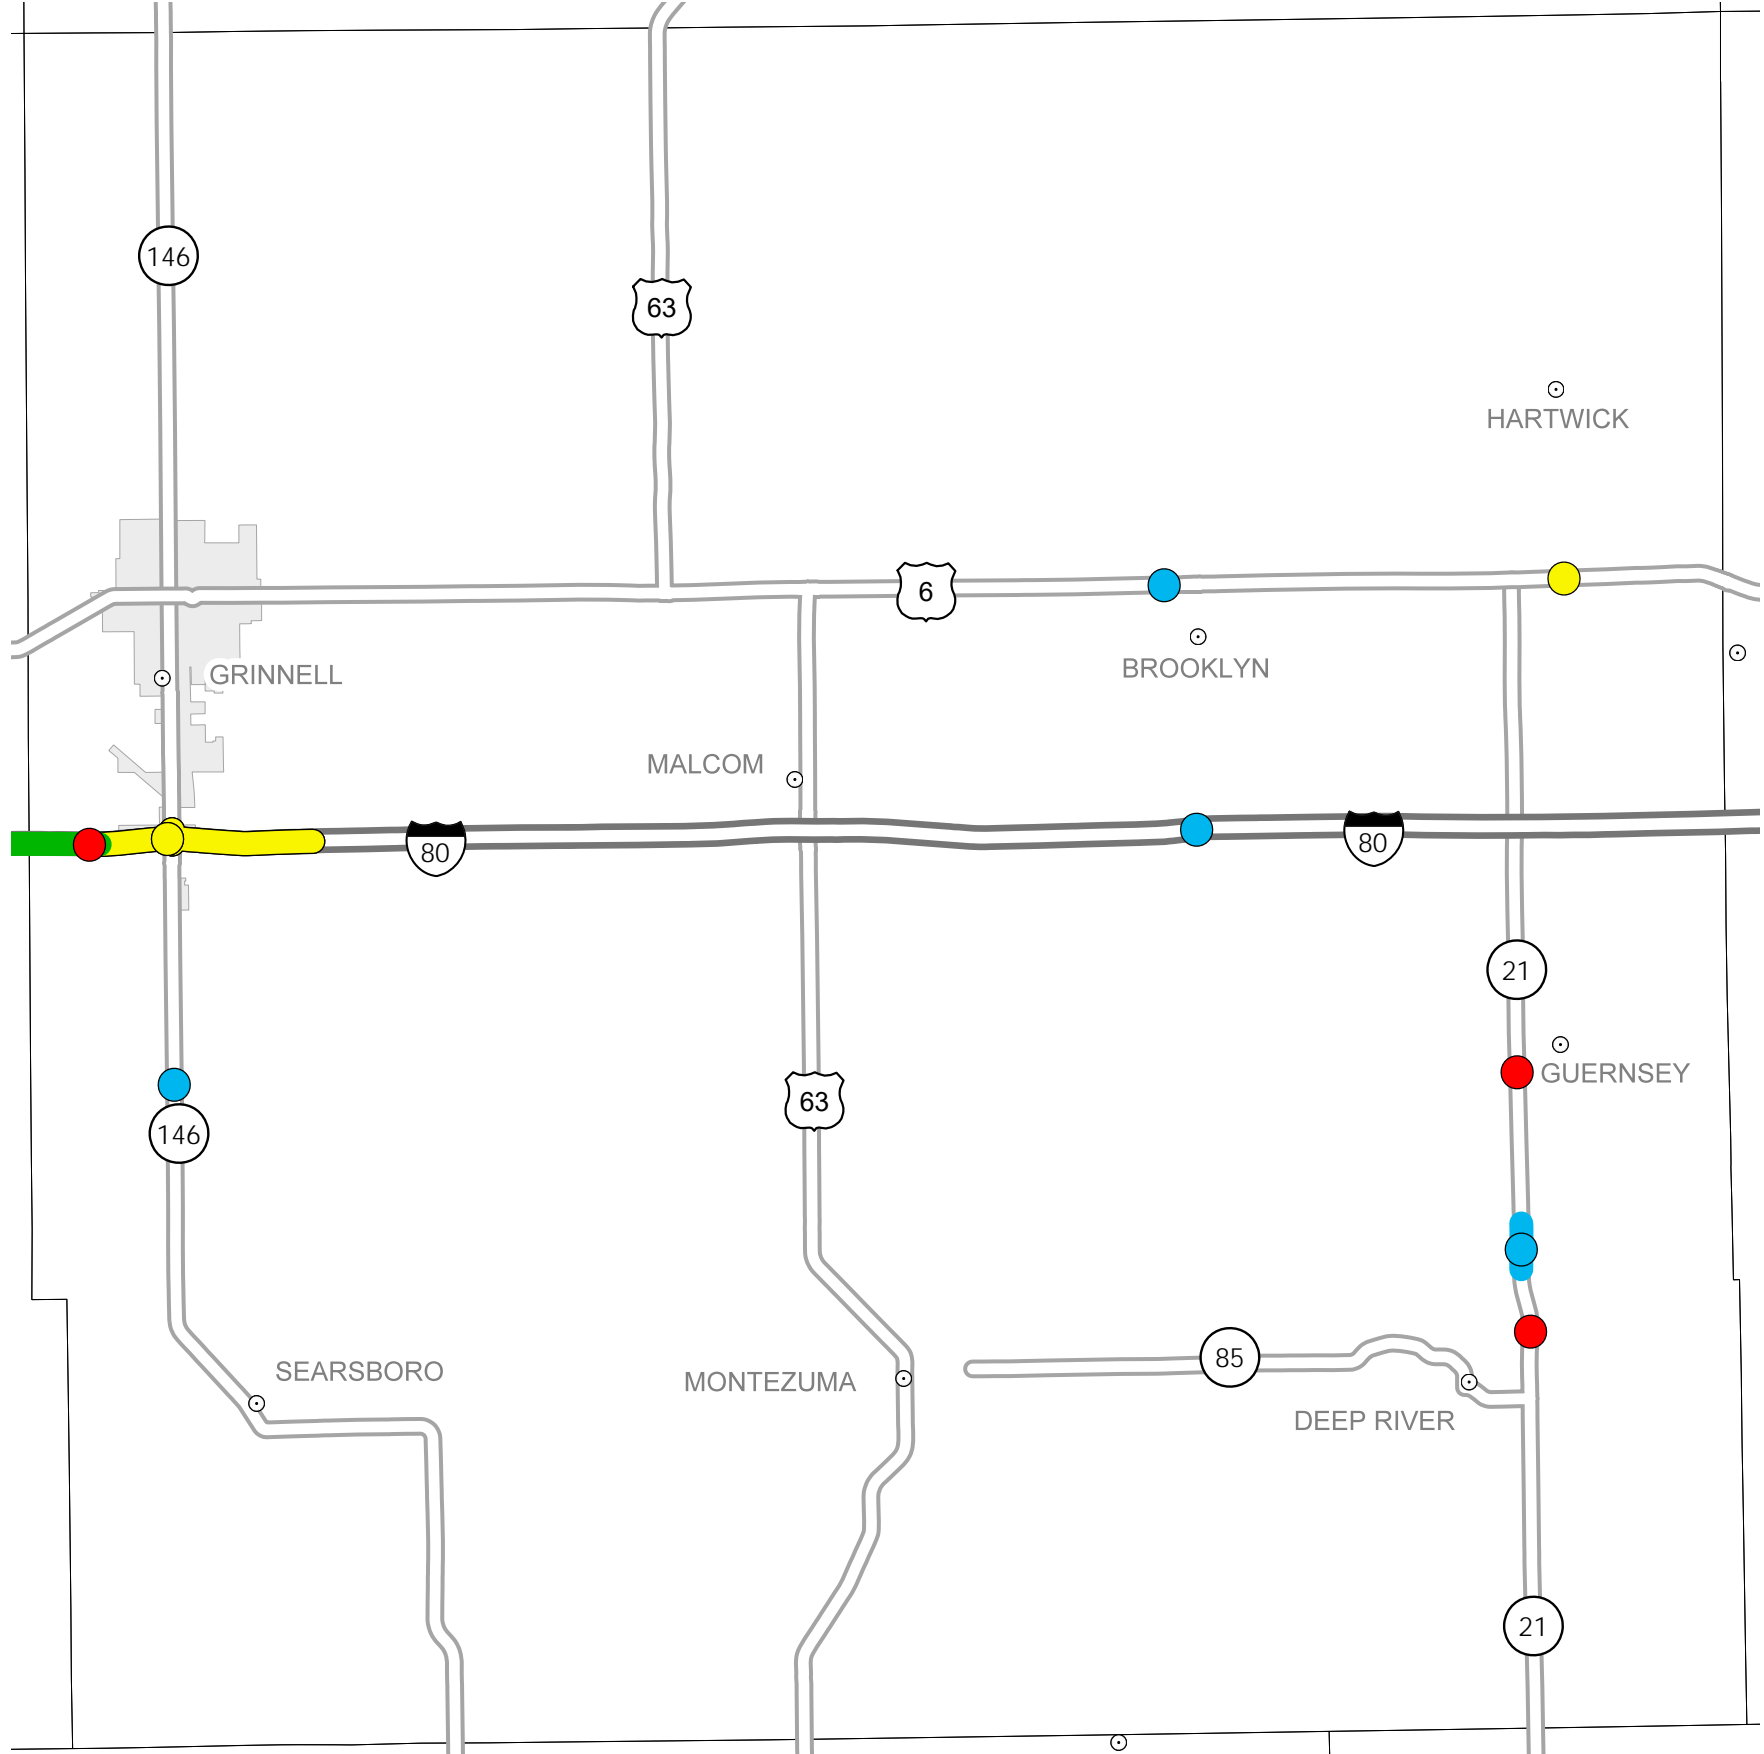 146
63
HARTWICK
6
BROOKLYN
GRINNELL
MALCOM
80
80
21
GUERNSEY
63
146
85
SEARSBORO
MONTEZUMA
DEEP RIVER
21